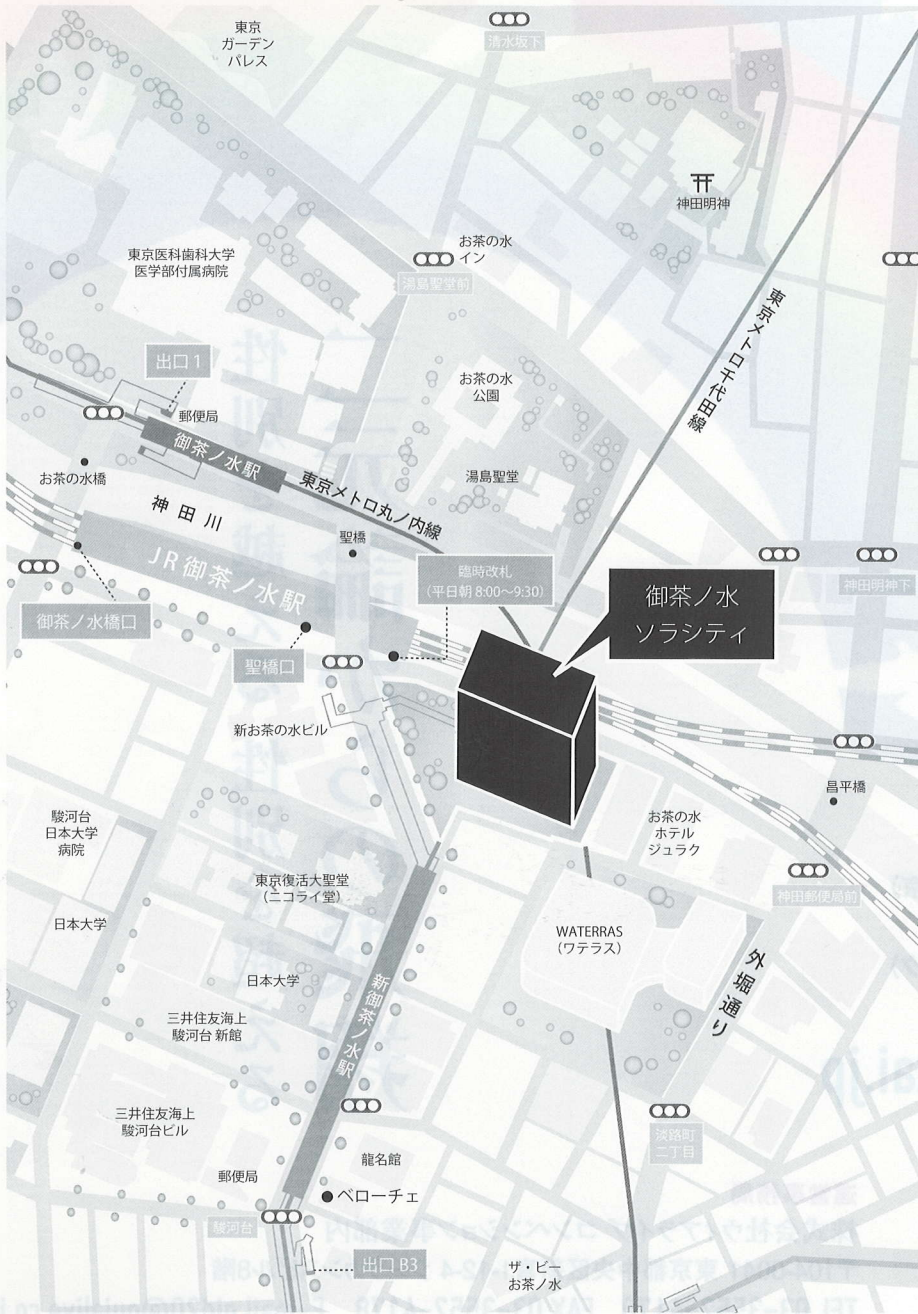 東京
ガーデン
パレス
清水坂下
神田明神
東京医科歯科大学
医学部付属病院
お茶の水
イン
湯島聖堂前
東京メトロ千代田線
出口1
お茶の水
公園
郵便局
御茶ノ水駅
お茶の水橋
湯島聖堂
東京メトロ丸ノ内線
神田川
聖橋
JR御茶ノ水駅
臨時改札
(平日朝 8:00〜9:30)
御茶ノ水
ソラシティ
神田明神下
御茶ノ水橋口
聖橋口
新お茶の水ビル
昌平橋
駿河台
日本大学
病院
お茶の水
ホテル
ジュラク
東京復活大聖堂
(ニコライ堂)
神田郵便局前
日本大学
WATERRAS
(ワテラス)
外堀通り
日本大学
新御茶ノ水駅
三井住友海上
駿河台 新館
三井住友海上
駿河台ビル
淡路町
二丁目
龍名館
郵便局
ベローチェ
駿河台
出口 B3
ザ・ビー
お茶ノ水